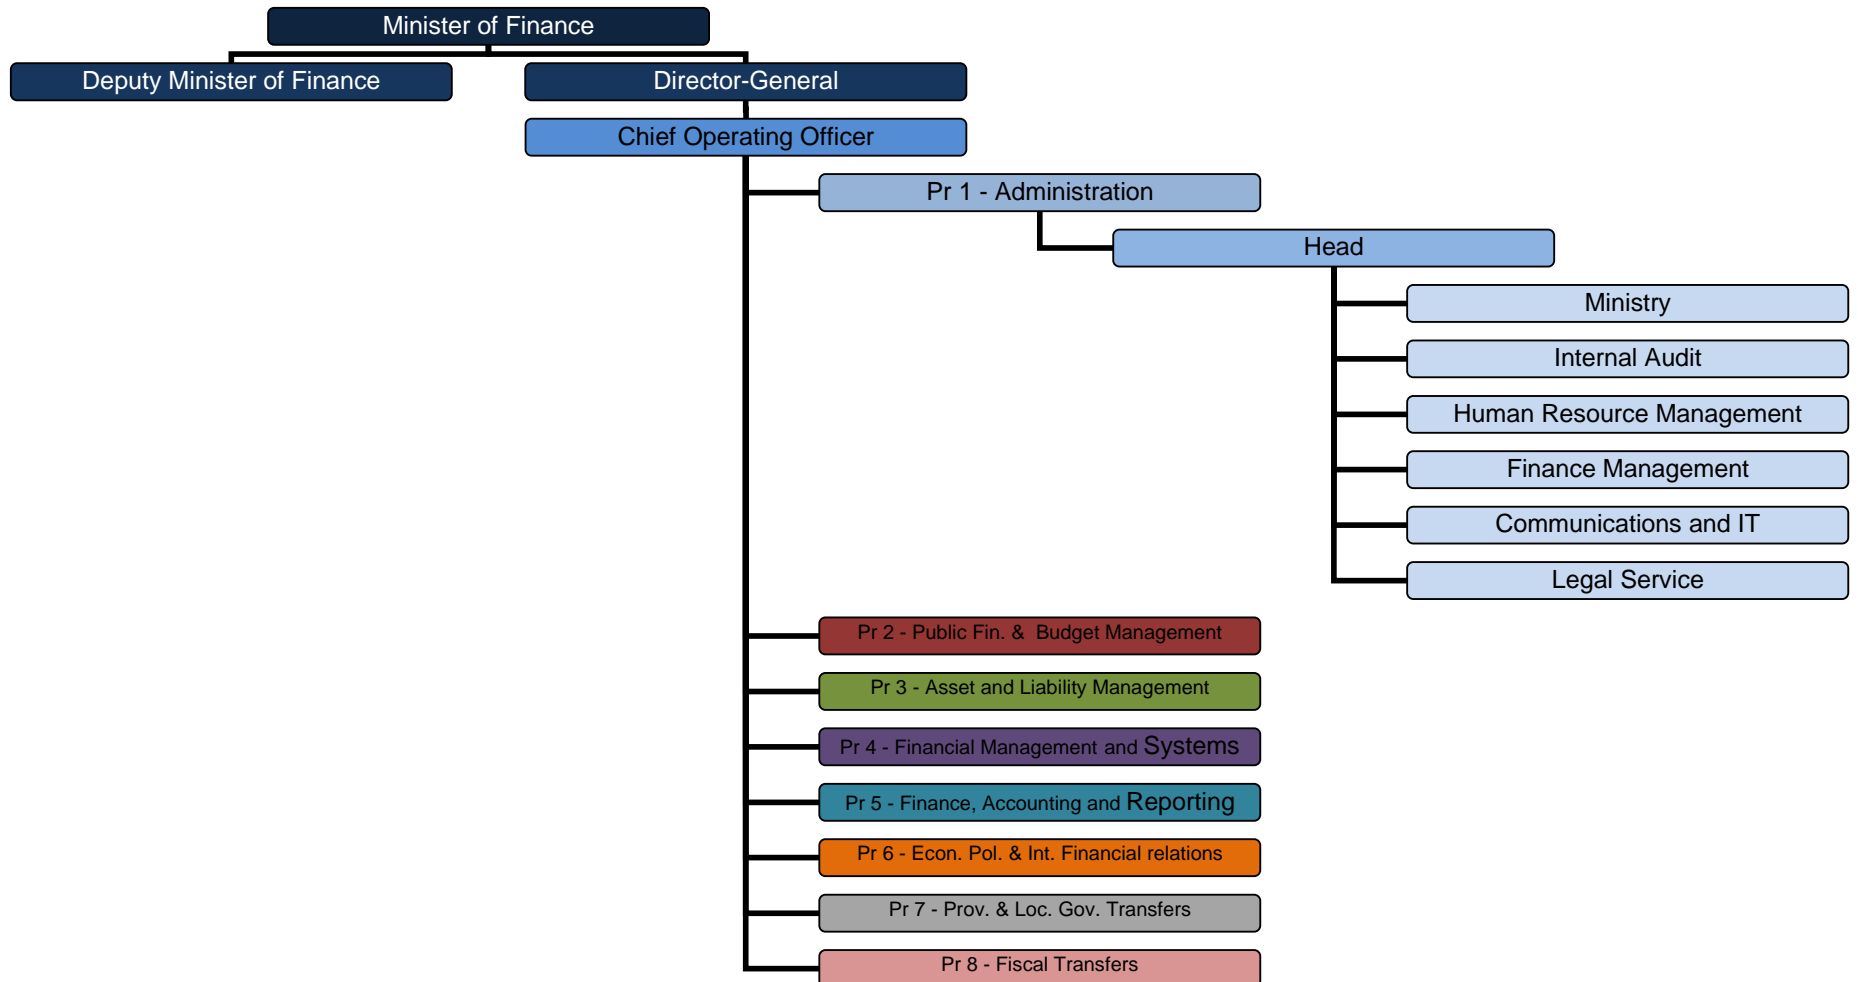 Minister of Finance
Deputy Minister of Finance
Director-General
Chief Operating Officer
Pr 1 - Administration
Head
Ministry
Internal Audit
Human Resource Management
Finance Management
Communications and IT
Legal Service
Pr 2 - Public Fin. &  Budget Management
Pr 3 - Asset and Liability Management
Pr 4 - Financial Management and Systems
Pr 5 - Finance, Accounting and Reporting
Pr 6 - Econ. Pol. & Int. Financial relations
Pr 7 - Prov. & Loc. Gov. Transfers
Pr 8 - Fiscal Transfers